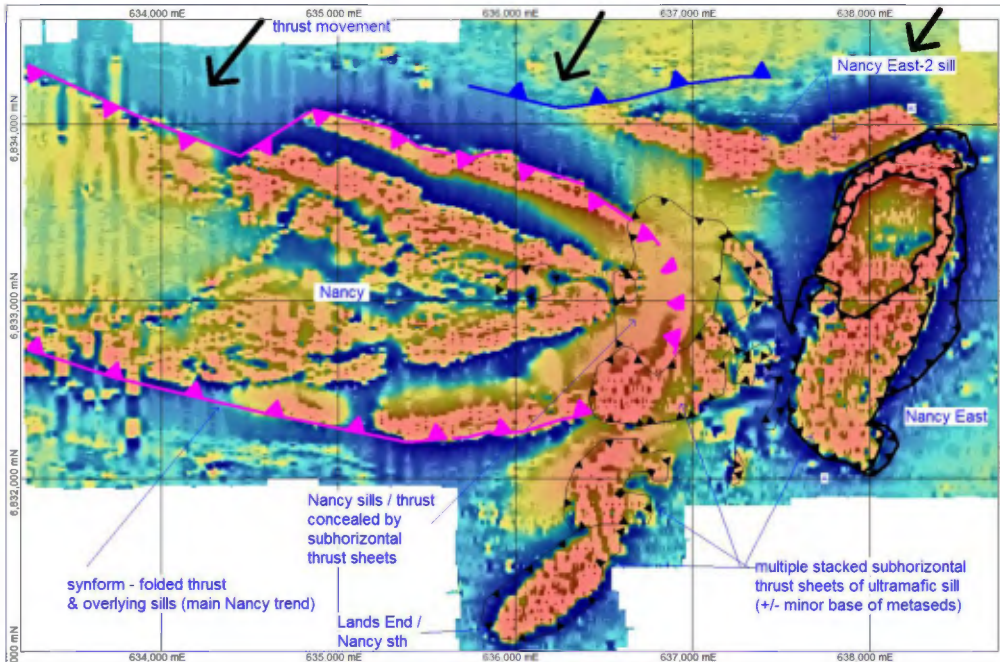 634,000 mE
635,000 mE
636,000 mE
637,000 mE
638,000 mE
thrust movement
Nancy East-2 sill
6,834,000 mN
Nancy
6,833,000 mN
Nancy East
6,832,000 mN
Nancy sills / thrust
concealed by
subhorizontal
thrust sheets
synform - folded thrust
& overlying sills (main Nancy trend)
multiple stacked subhorizontal
thrust sheets of ultramafic sill
(+/- minor base of metaseds)
Lands End /
Nancy sth
000 mN
634,000 mE
635,000 mE
636,000 mE
637,000 mE
638,000 mE